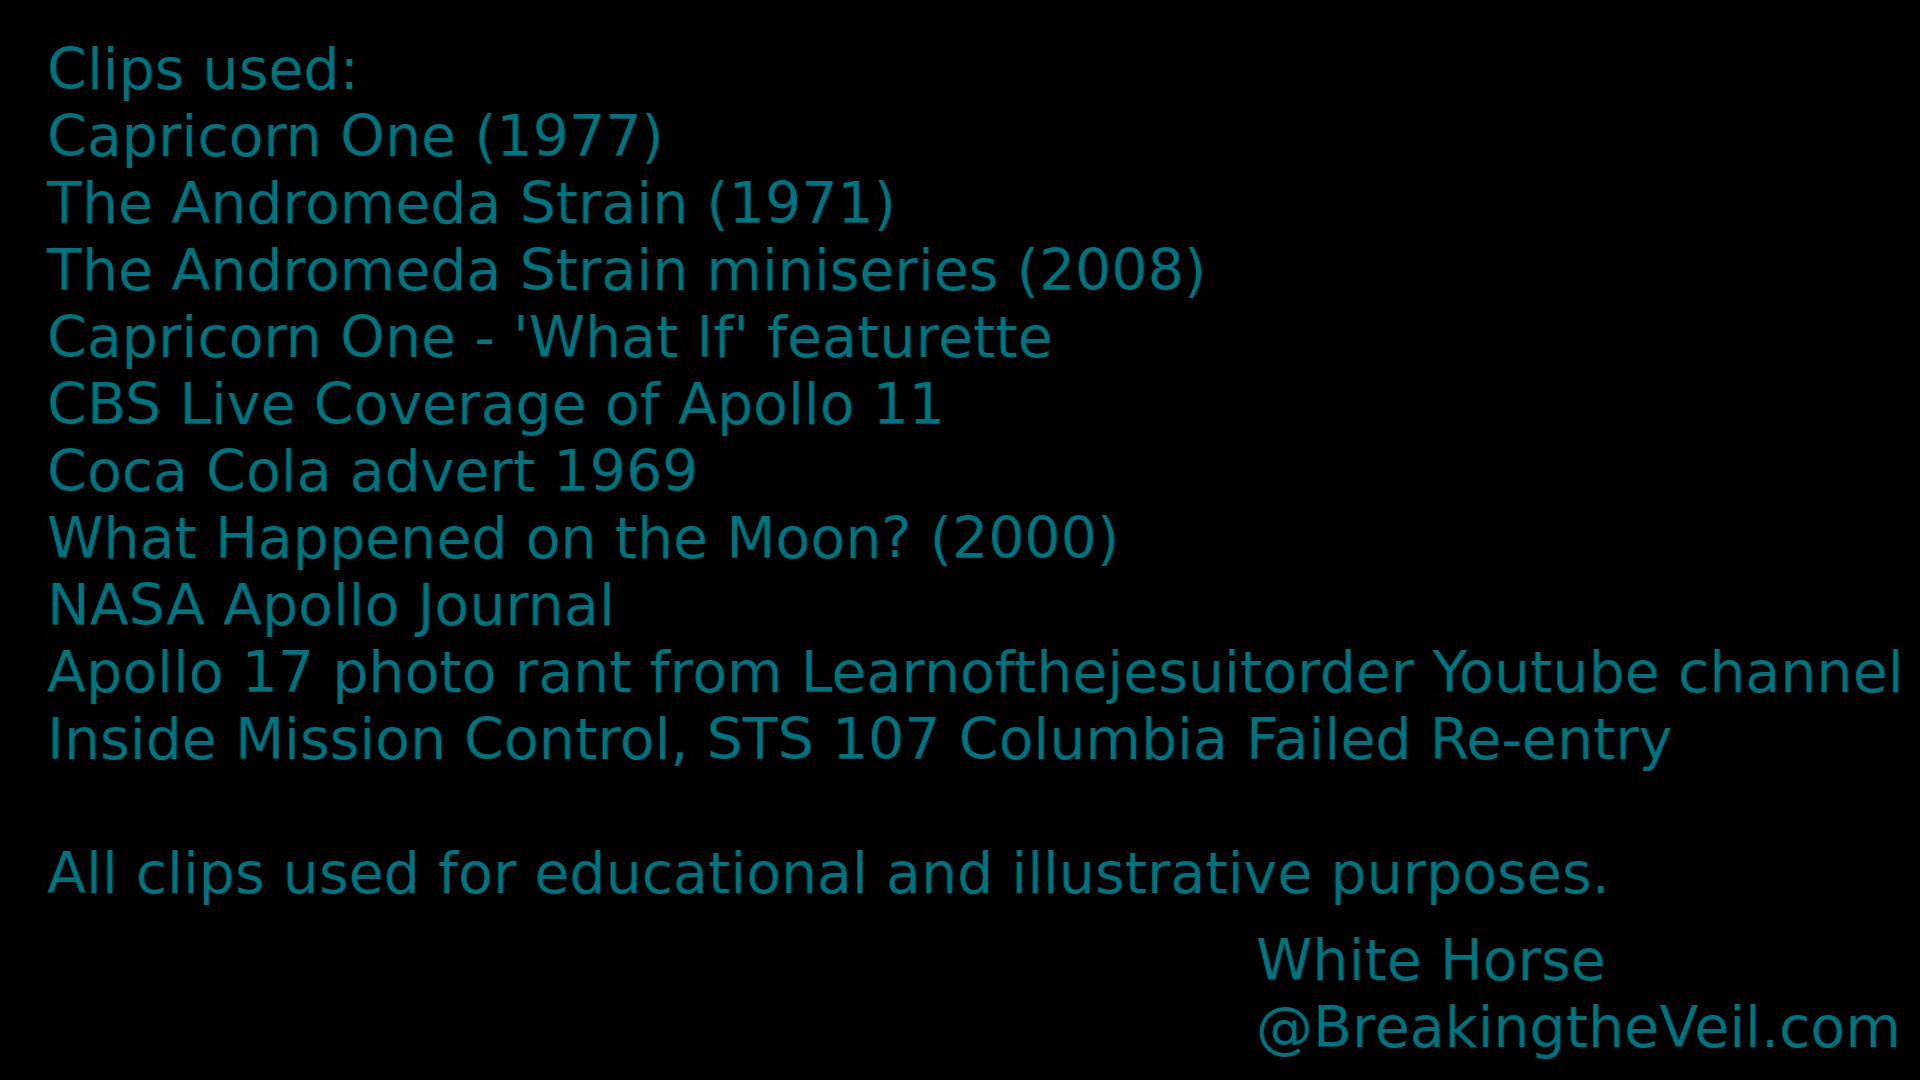 Clips used:
Capricorn One (1977)
The Andromeda Strain (1971)
The Andromeda Strain miniseries (2008)
Capricorn One - 'What If' featurette
CBS Live Coverage of Apollo 11
Coca Cola advert 1969
What Happened on the Moon? (2000)
NASA Apollo Journal
Apollo 17 photo rant from Learnofthejesuitorder Youtube channel
Inside Mission Control, STS 107 Columbia Failed Re-entry
All clips used for educational and illustrative purposes.
White Horse
@BreakingtheVeil.com